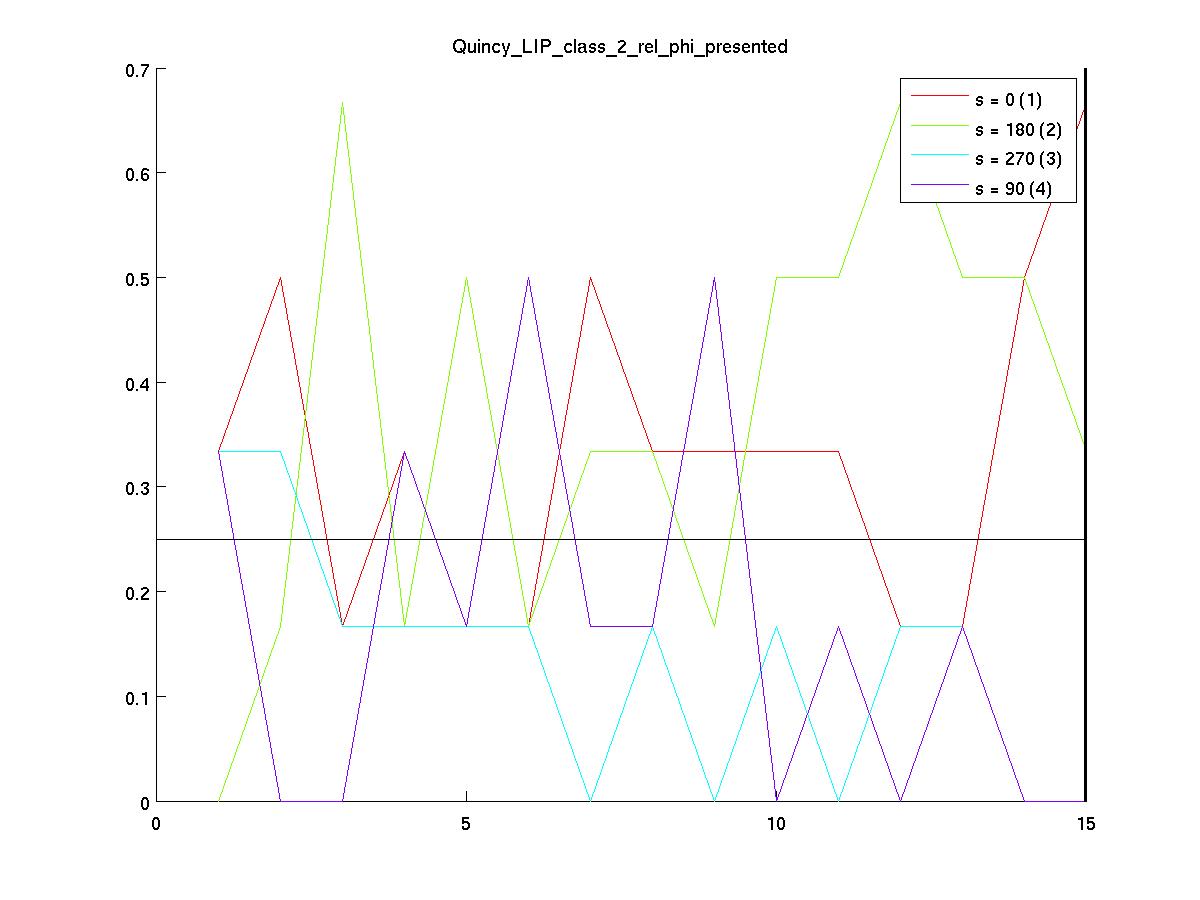 Quincy_LIP_class_2_rel_phi_presented
0.7
0.6
0.5
0.4
0.3
0.2
0.1
0
0 5 10 15
s = 0 (1)
s = 180 (2)
s = 270 (3)
s = 90 (4)